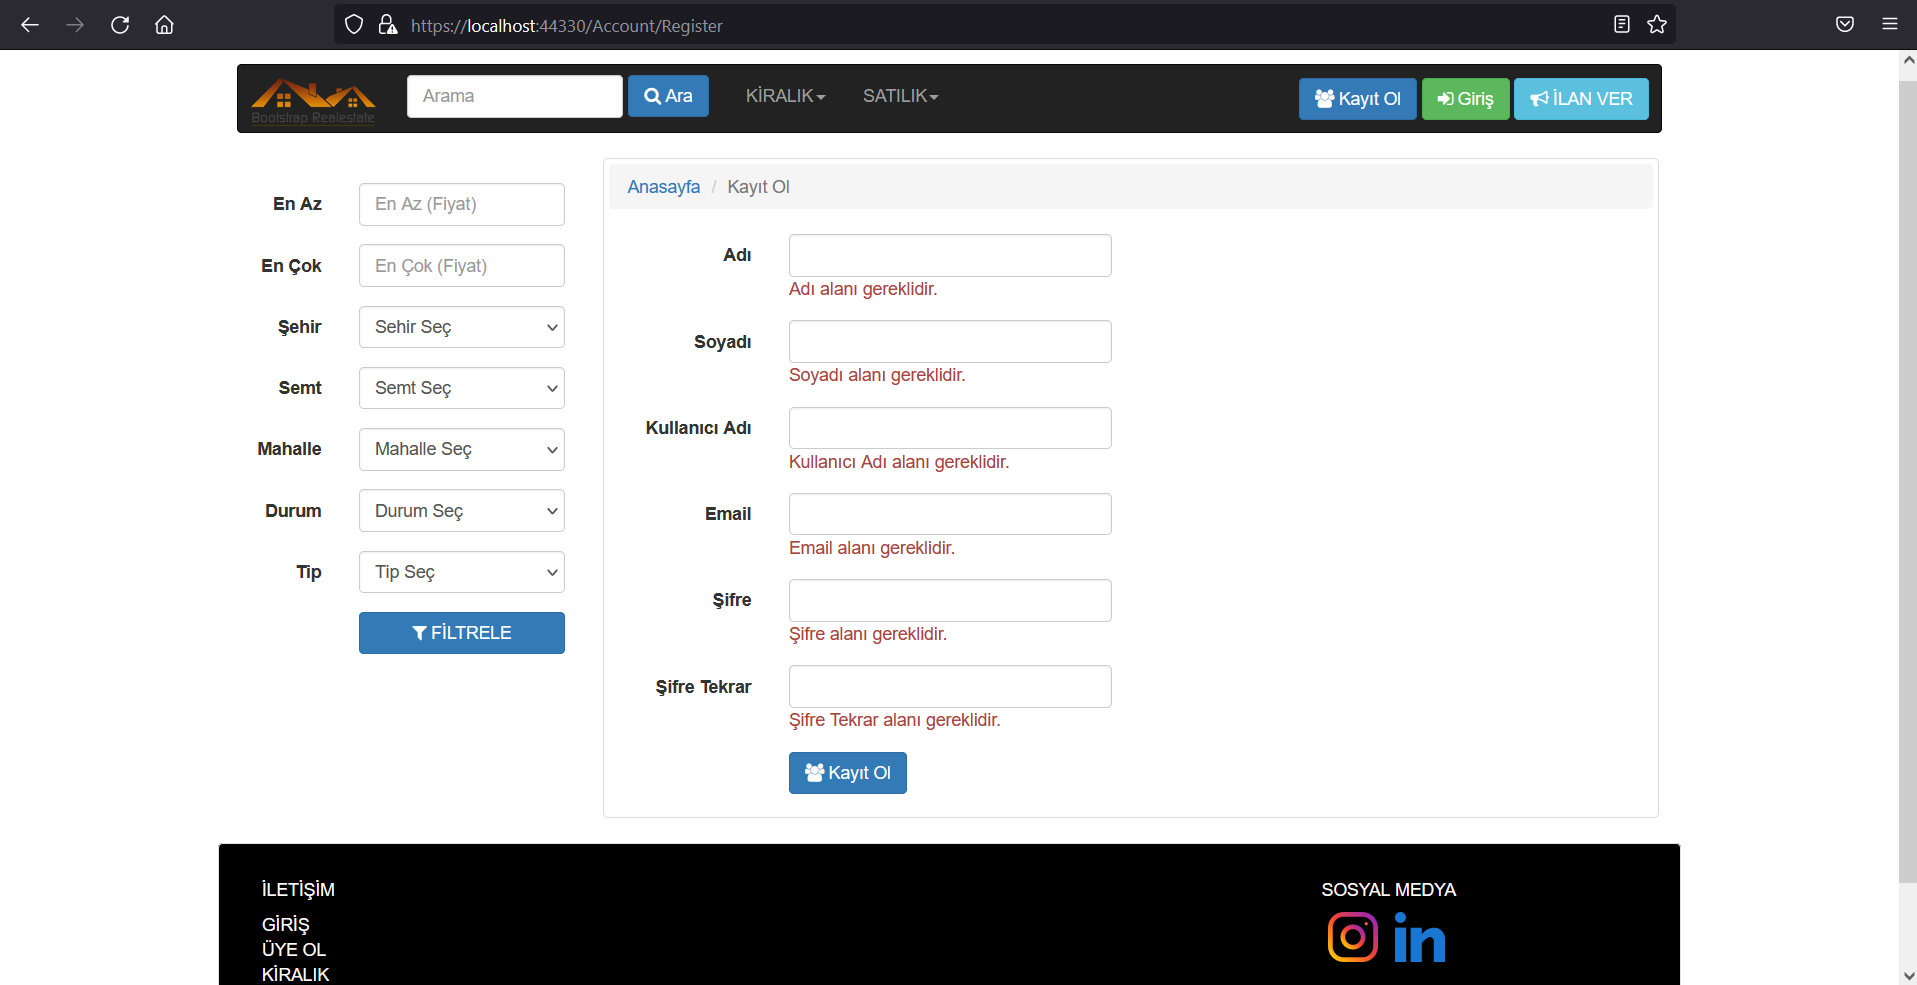 https://localhost:44330/Account/Register
Bootstrap Realestate
Arama
Ara
KİRALIK
SATILIK
Kayıt Ol
Giriş
İLAN VER
En Az
En Az (Fiyat)
En Çok
En Çok (Fiyat)
Şehir
Sehir Seç
Semt
Semt Seç
Mahalle
Mahalle Seç
Durum
Durum Seç
Tip
Tip Seç
FİLTRELE
Anasayfa / Kayıt Ol
Adı
Adı alanı gereklidir.
Soyadı
Soyadı alanı gereklidir.
Kullanıcı Adı
Kullanıcı Adı alanı gereklidir.
Email
Email alanı gereklidir.
Şifre
Şifre alanı gereklidir.
Şifre Tekrar
Şifre Tekrar alanı gereklidir.
Kayıt Ol
İLETİŞİM
GİRİŞ
ÜYE OL
KİRALIK
SOSYAL MEDYA
in